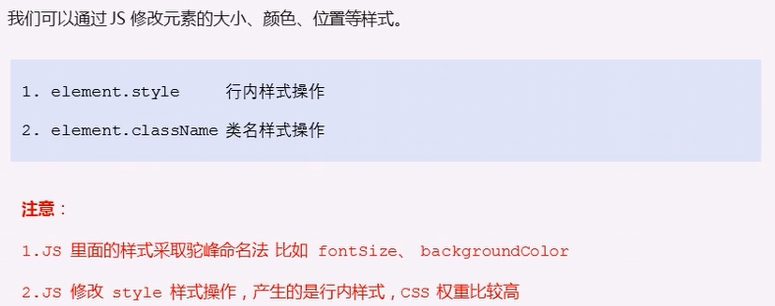 我们可以通过 JS 修改元素的大小、颜色、位置等样式。
1. element.style 行内样式操作
2. element.className 类名样式操作
注意：
1.JS 里面的样式采取驼峰命名法 比如 fontSize、 backgroundColor
2.JS 修改 style 样式操作，产生的是行内样式，CSS 权重比较高